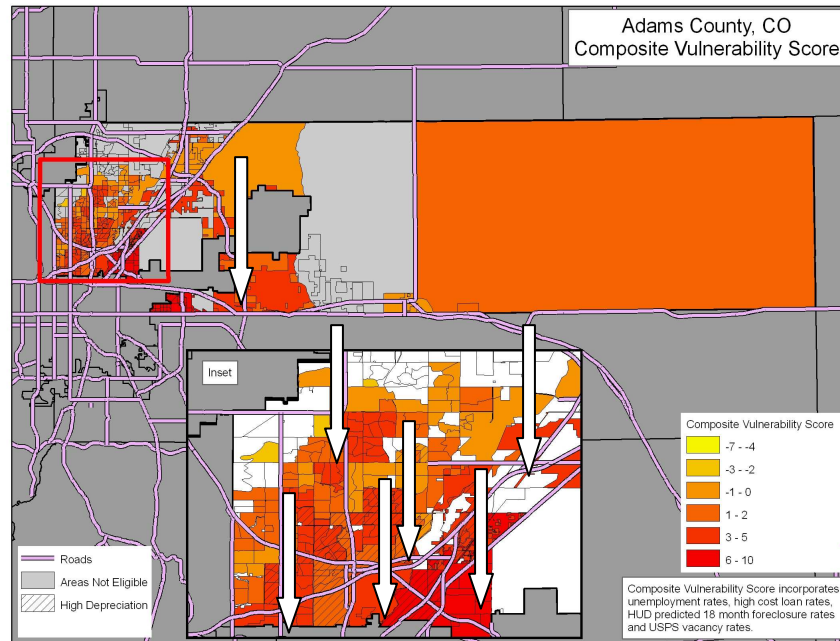 Adams County, CO
Composite Vulnerability Score
Inset
Composite Vulnerability Score
-7 - -4
-3 - -2
-1 - 0
1 - 2
3 - 5
6 - 10
Roads
Areas Not Eligible
High Depreciation
Composite Vulnerability Score incorporates
unemployment rates, high cost loan rates,
HUD predicted 18 month foreclosure rates
and USPS vacancy rates.